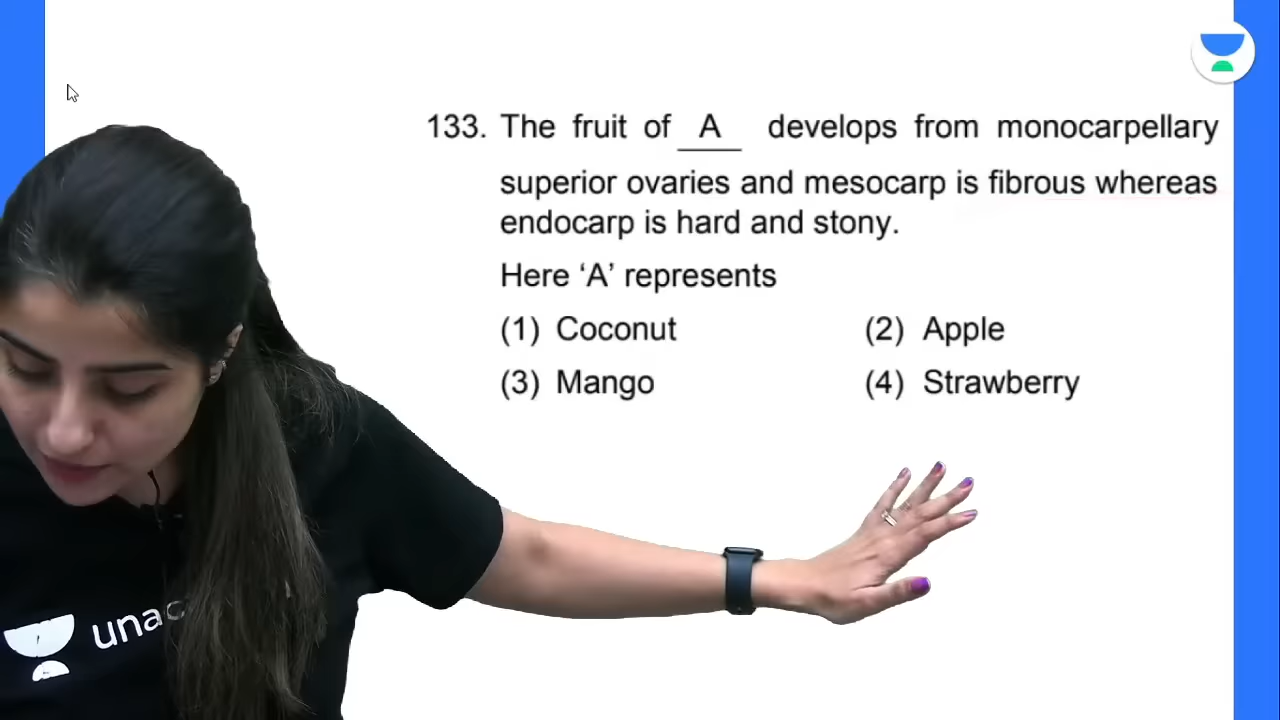 133. The fruit of A develops from monocarpellary
superior ovaries and mesocarp is fibrous whereas
endocarp is hard and stony.
Here ‘A’ represents
(1) Coconut (2) Apple
(3) Mango (4) Strawberry
unac